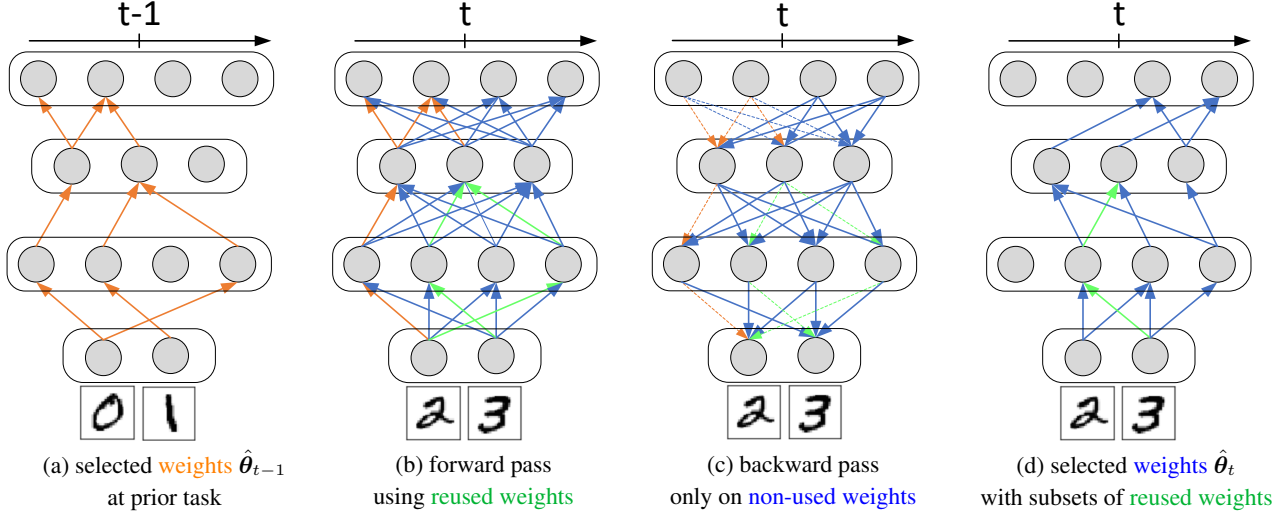 t-1
t
t
t
0 1
2 3
2 3
2 3
(a) selected weights θ̂ₜ₋₁
at prior task
(b) forward pass
using reused weights
(c) backward pass
only on non-used weights
(d) selected weights θ̂ₜ
with subsets of reused weights